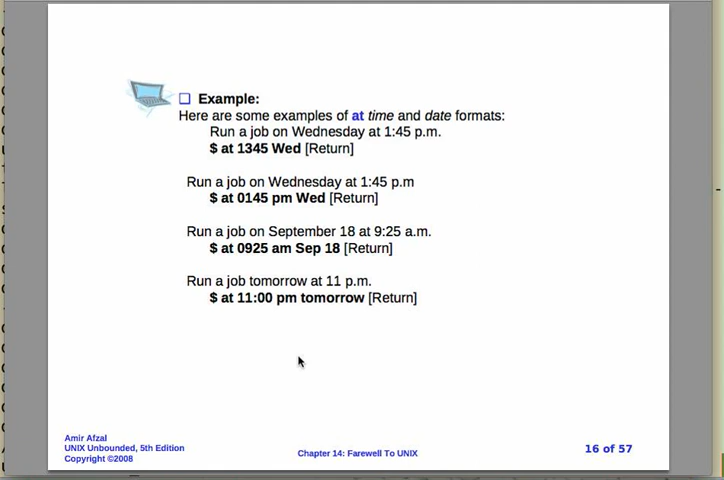 Example:
Here are some examples of at time and date formats:
Run a job on Wednesday at 1:45 p.m.
$ at 1345 Wed [Return]
Run a job on Wednesday at 1:45 p.m
$ at 0145 pm Wed [Return]
Run a job on September 18 at 9:25 a.m.
$ at 0925 am Sep 18 [Return]
Run a job tomorrow at 11 p.m.
$ at 11:00 pm tomorrow [Return]
Amir Afzal
UNIX Unbounded, 5th Edition
Copyright ©2008
Chapter 14: Farewell To UNIX
16 of 57